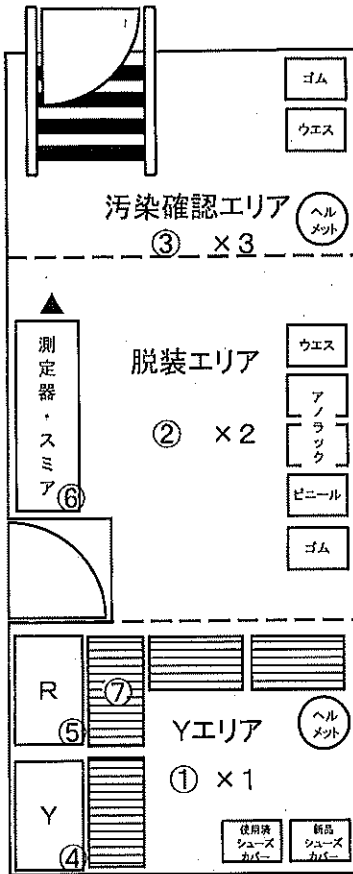 ゴム
ウエス
汚染確認エリア
ヘル
メット
③ ×3
測定器・スミア
⑥
脱装エリア
② ×2
ウエス
アノラック
ビニール
ゴム
R
⑤
⑦
Yエリア
ヘル
メット
① ×1
Y
④
使用済
シューズ
カバー
新品
シューズ
カバー